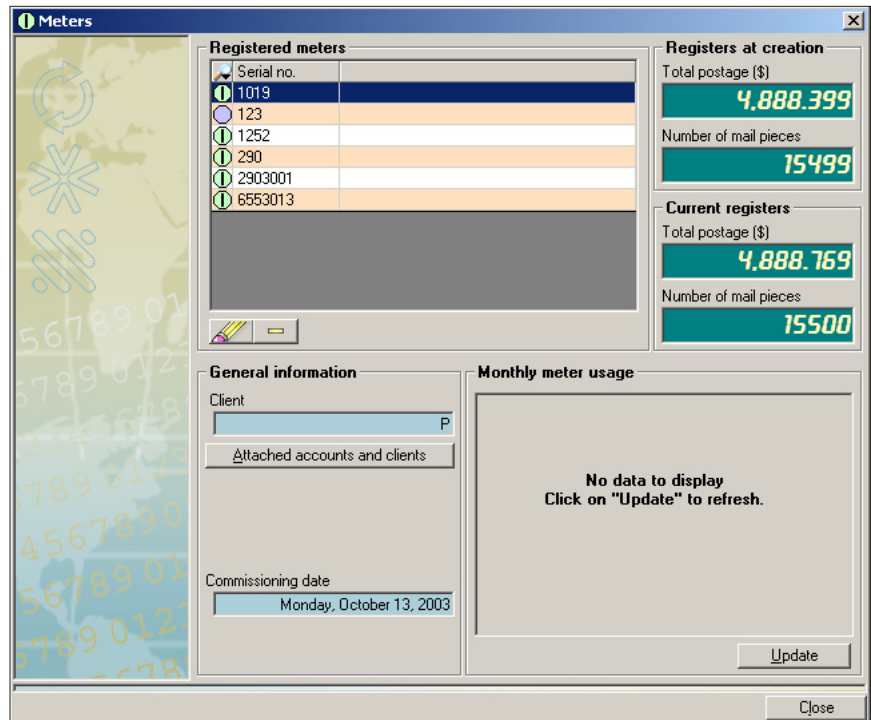 Meters
Registered meters
Serial no.
1019
123
1252
290
2903001
6553013
Registers at creation
Total postage ($)
4,888.399
Number of mail pieces
15499
Current registers
Total postage ($)
4,888.769
Number of mail pieces
15500
General information
Client
P
Attached accounts and clients
Commissioning date
Monday, October 13, 2003
Monthly meter usage
No data to display
Click on "Update" to refresh.
Update
Close